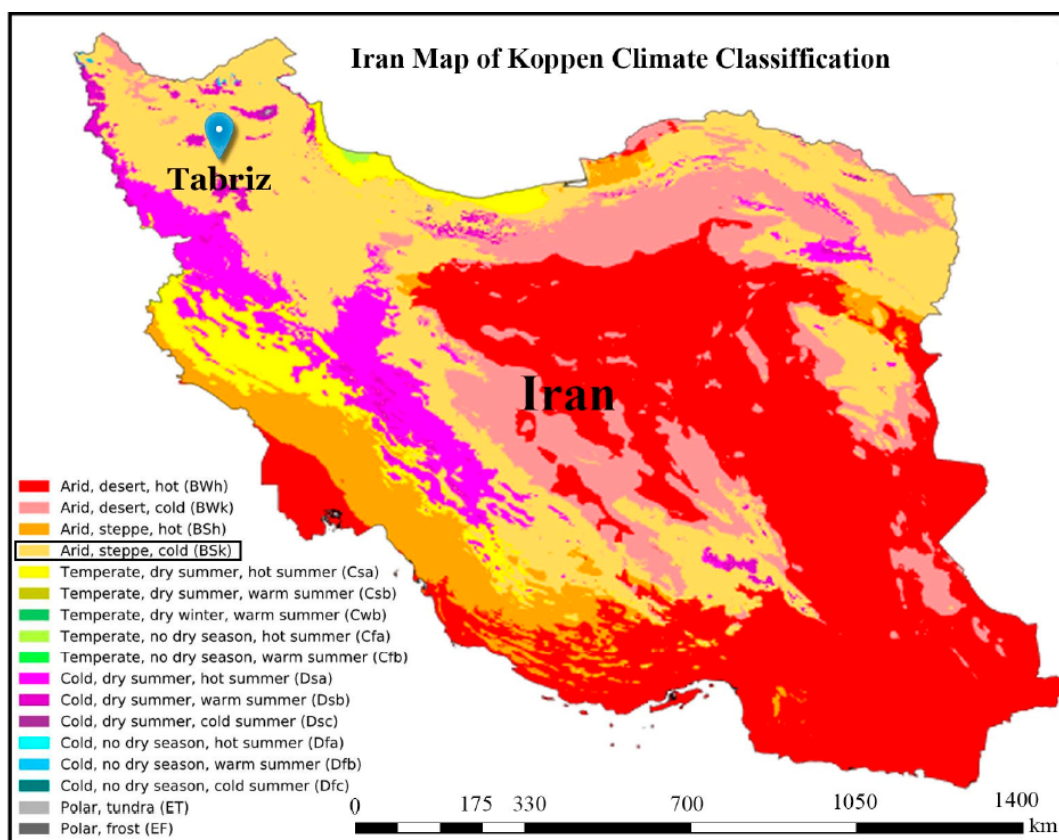 Iran Map of Koppen Climate Classiffication
Tabriz
Iran
Arid, desert, hot (BWh)
Arid, desert, cold (BWk)
Arid, steppe, hot (BSh)
Arid, steppe, cold (BSk)
Temperate, dry summer, hot summer (Csa)
Temperate, dry summer, warm summer (Csb)
Temperate, dry winter, warm summer (Cwb)
Temperate, no dry season, hot summer (Cfa)
Temperate, no dry season, warm summer (Cfb)
Cold, dry summer, hot summer (Dsa)
Cold, dry summer, warm summer (Dsb)
Cold, dry summer, cold summer (Dsc)
Cold, no dry season, hot summer (Dfa)
Cold, no dry season, warm summer (Dfb)
Cold, no dry season, cold summer (Dfc)
Polar, tundra (ET)
Polar, frost (EF)
0 175 330 700 1050 1400
km